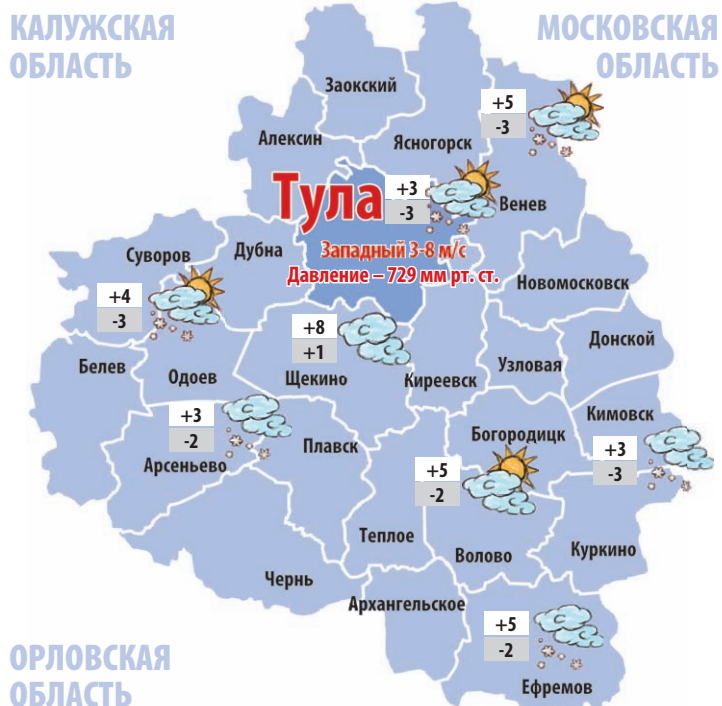 КАЛУЖСКАЯ
ОБЛАСТЬ
МОСКОВСКАЯ
ОБЛАСТЬ
Заокский
+5
-3
Алексин
Ясногорск
Тула
+3
-3
Венев
Западный 3-8 м/с
Давление – 729 мм рт. ст.
Суворов
Дубна
Новомосковск
+4
-3
+8
+1
Донской
Белев
Одоев
Щекино
Киреевск
Узловая
+3
-2
Арсеньево
Плавск
Богородицк
Кимовск
+3
-3
+5
-2
Теплое
Волово
Куркино
Чернь
Архангельское
+5
-2
Ефремов
ОРЛОВСКАЯ
ОБЛАСТЬ